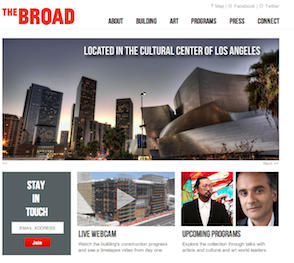 Map | Facebook | Twitter
THE BROAD
ABOUT BUILDING ART PROGRAMS PRESS CONNECT
LOCATED IN THE CULTURAL CENTER OF LOS ANGELES
Next
STAY
IN
TOUCH
EMAIL ADDRESS
Join
LIVE WEBCAM
Watch the building's construction progress
and see a timelapse video from day one.
UPCOMING PROGRAMS
Explore the collection through talks with
artists and cultural and art world leaders.